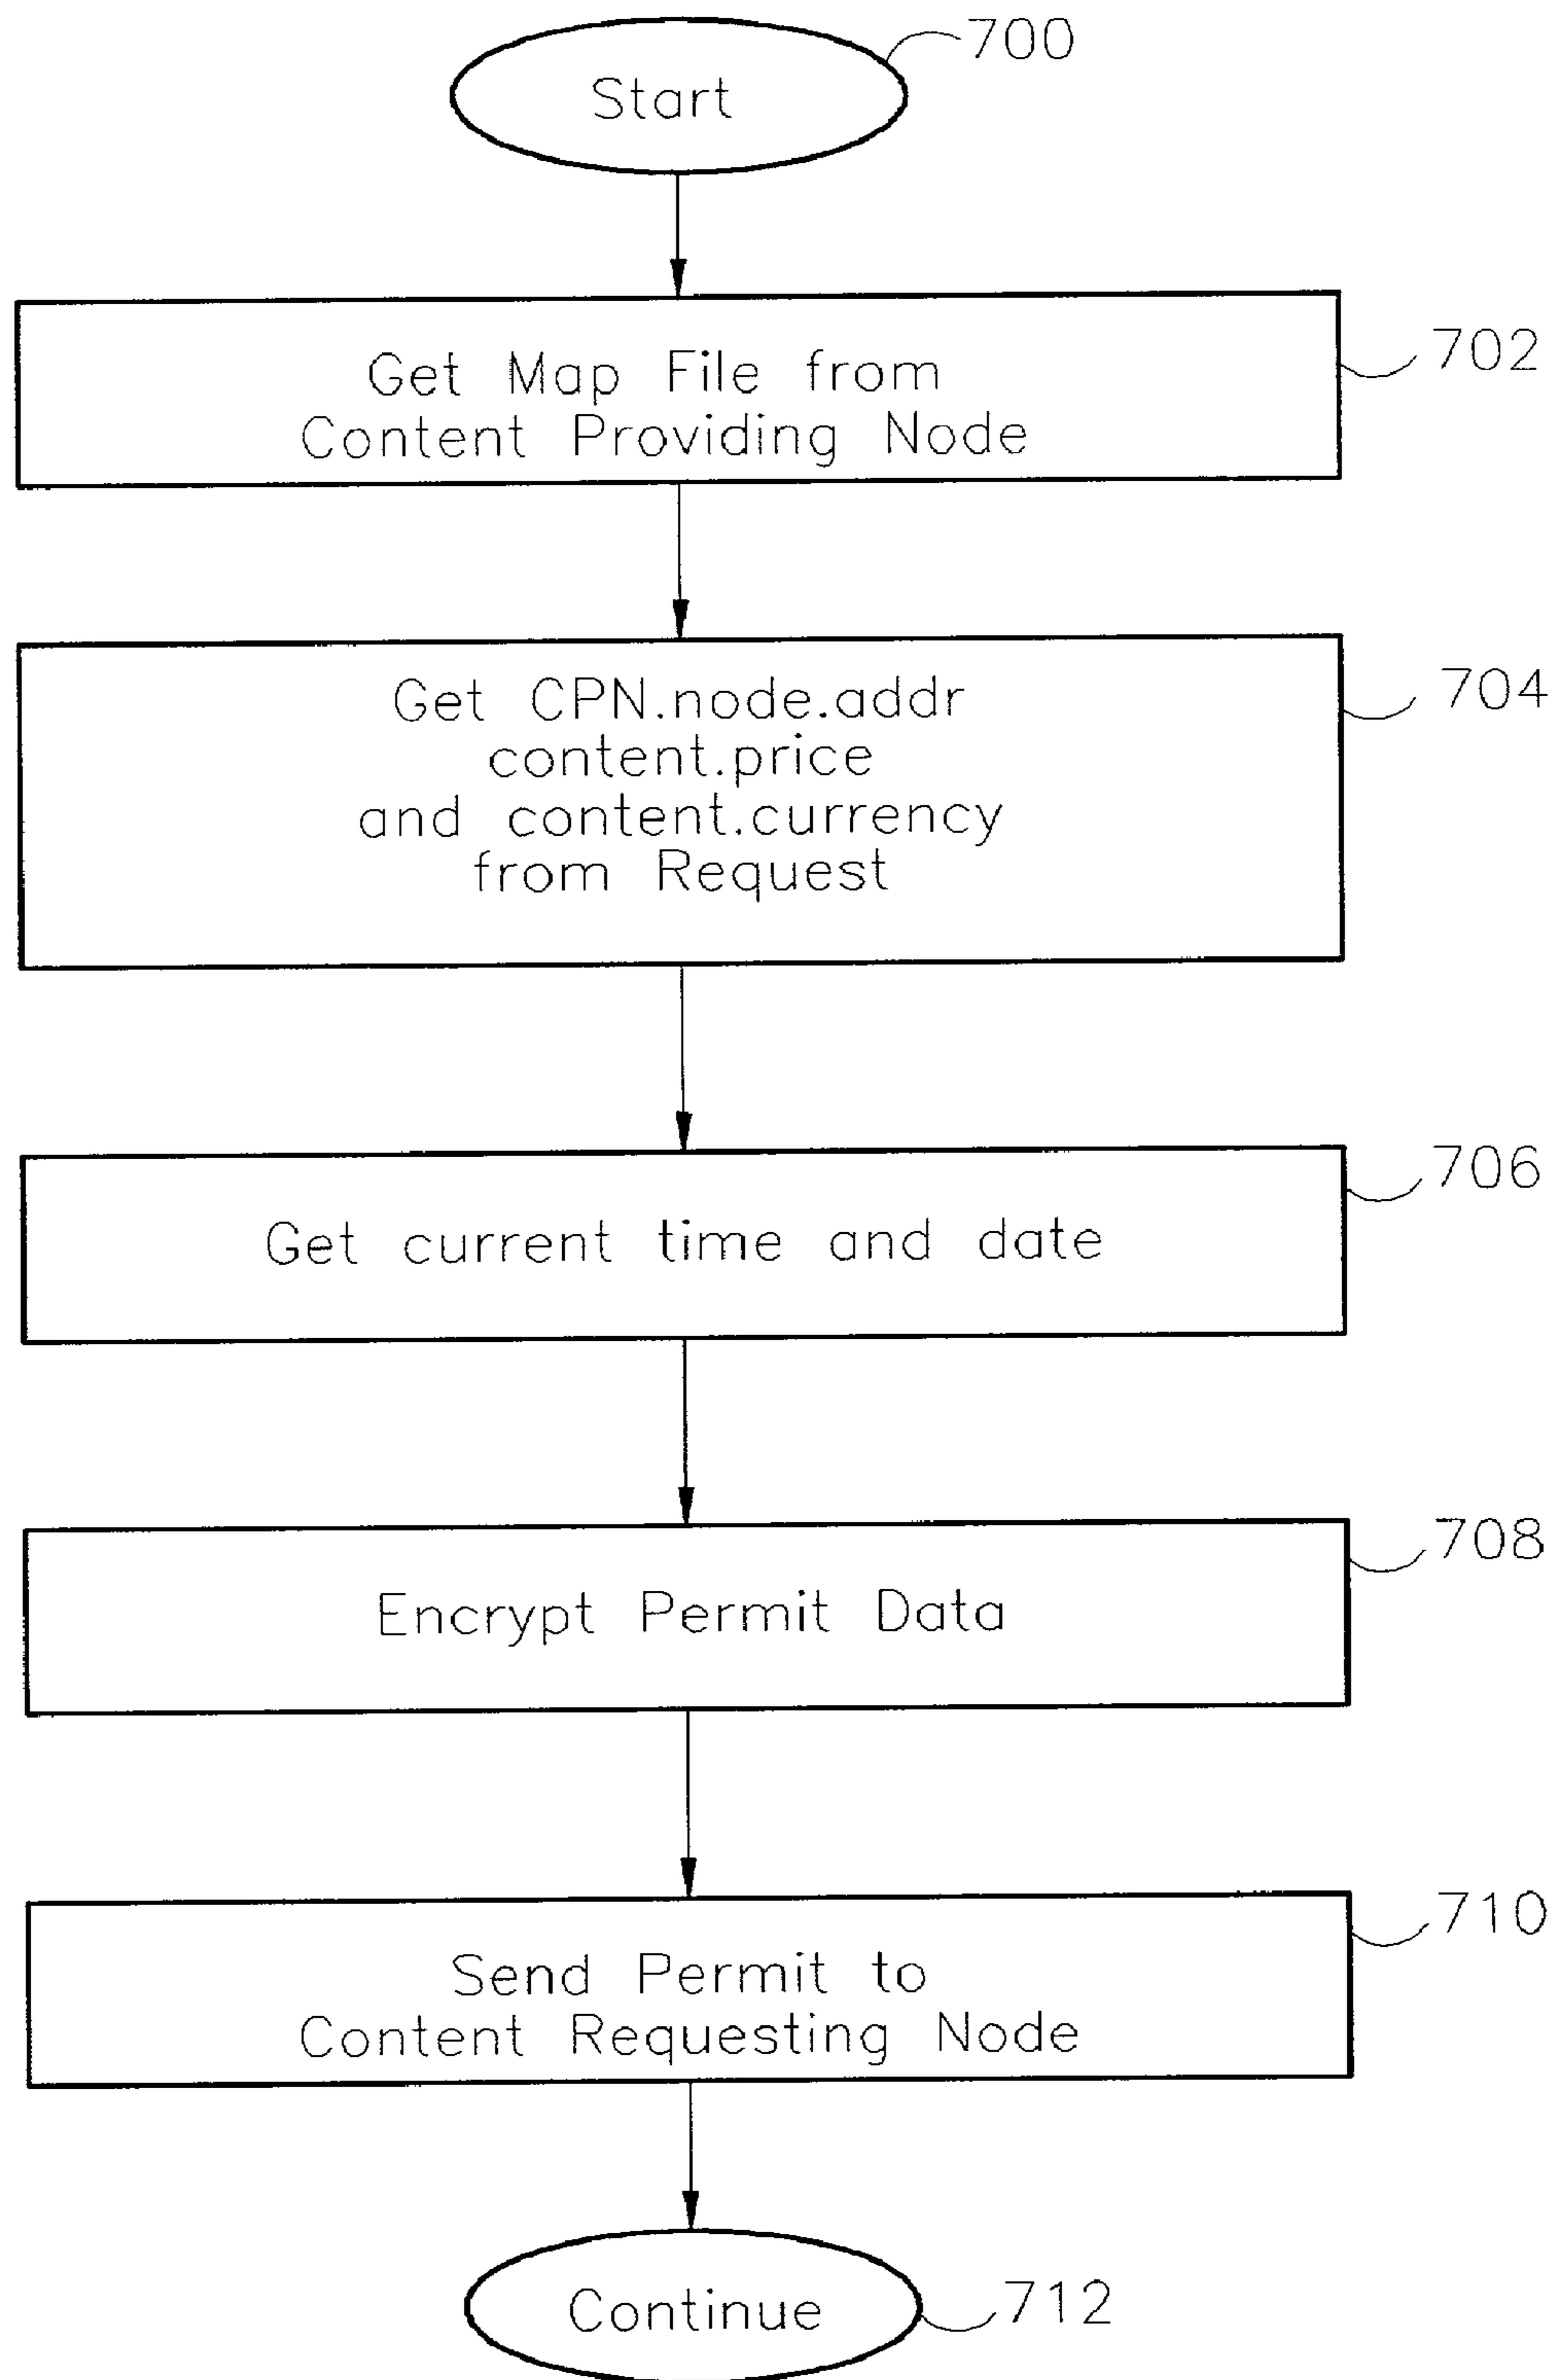 700
Start
702
Get Map File from
Content Providing Node
704
Get CPN.node.addr
content.price
and content.currency
from Request
706
Get current time and date
708
Encrypt Permit Data
710
Send Permit to
Content Requesting Node
Continue
712